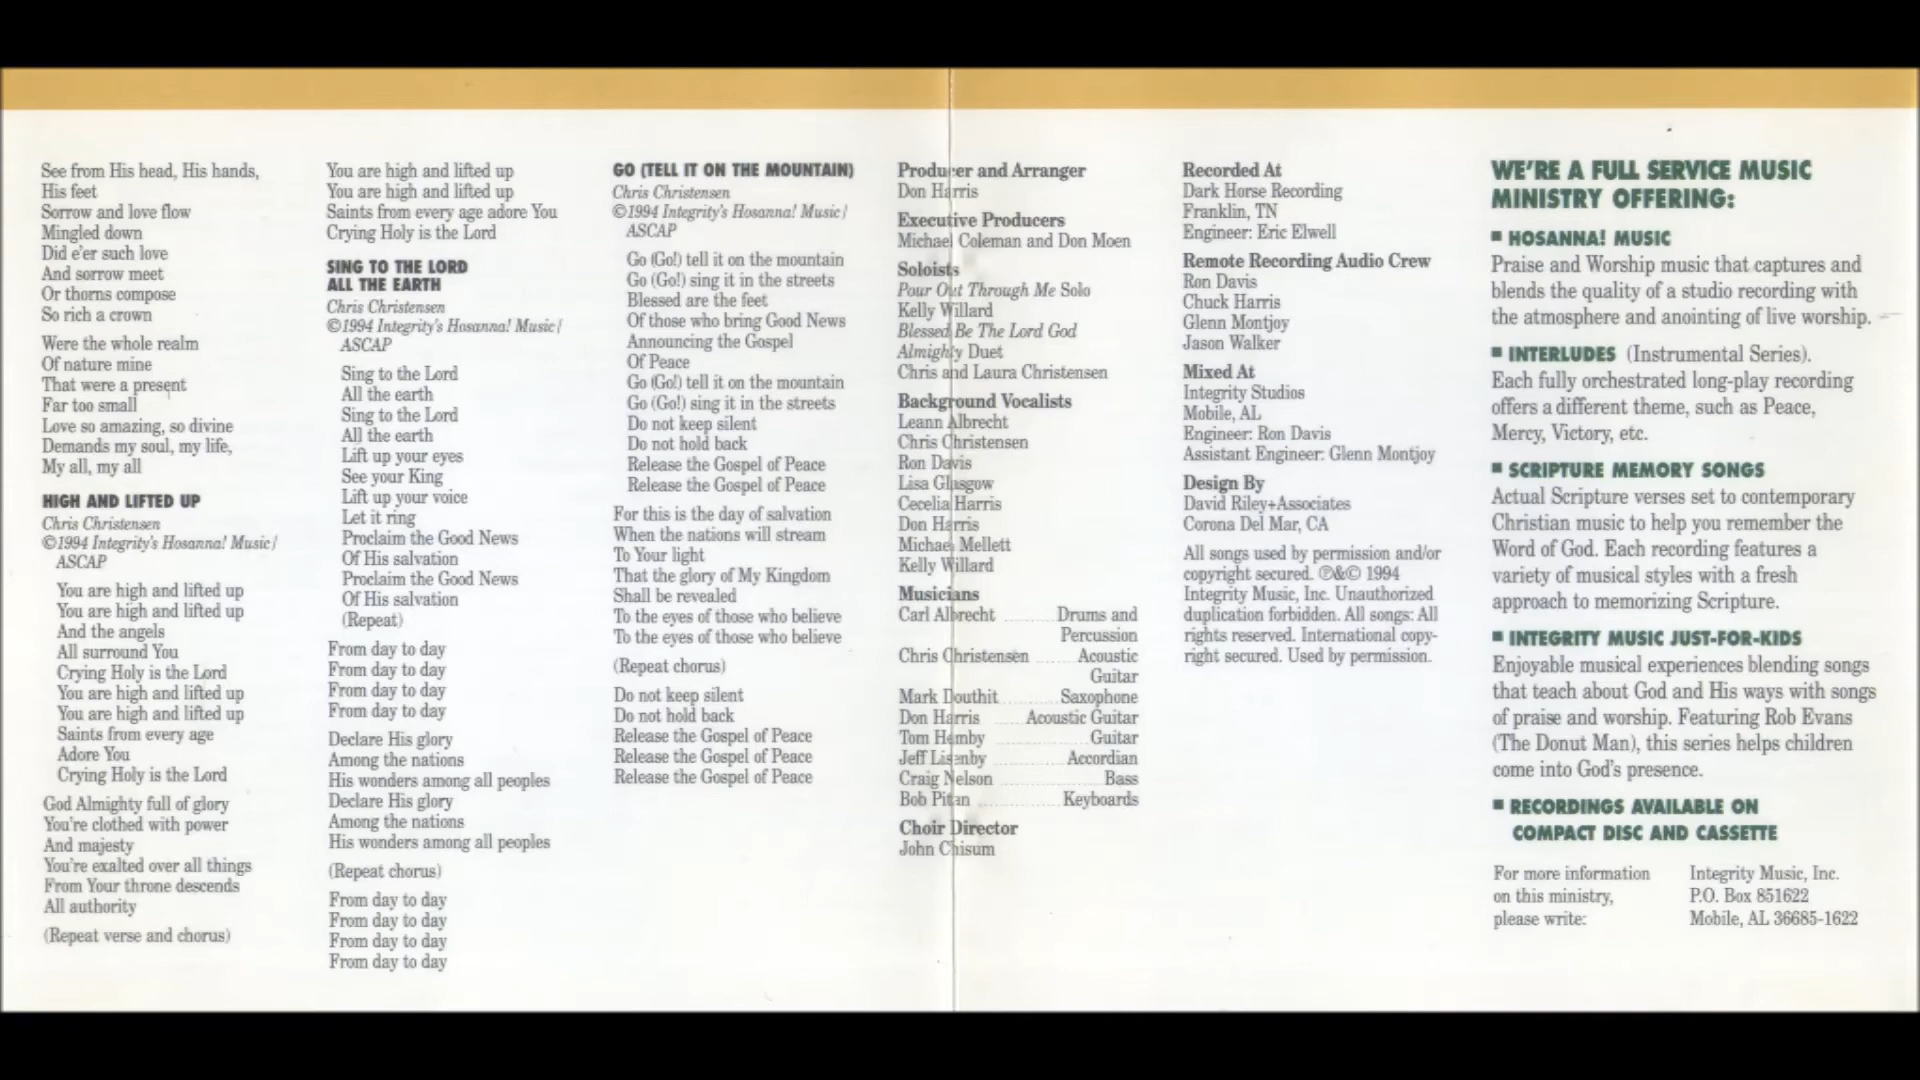 See from His head, His hands,
His feet
Sorrow and love flow
Mingled down
Did e'er such love
And sorrow meet
Or thorns compose
So rich a crown
Were the whole realm
Of nature mine
That were a present
Far too small
Love so amazing, so divine
Demands my soul, my life,
My all, my all
HIGH AND LIFTED UP
Chris Christensen
©1994 Integrity's Hosanna! Music/
ASCAP
You are high and lifted up
You are high and lifted up
And the angels
All surround You
Crying Holy is the Lord
You are high and lifted up
You are high and lifted up
Saints from every age
Adore You
Crying Holy is the Lord
God Almighty full of glory
You're clothed with power
And majesty
You're exalted over all things
From Your throne descends
All authority
(Repeat verse and chorus)
You are high and lifted up
You are high and lifted up
Saints from every age adore You
Crying Holy is the Lord
SING TO THE LORD
ALL THE EARTH
Chris Christensen
©1994 Integrity's Hosanna! Music/
ASCAP
Sing to the Lord
All the earth
Sing to the Lord
All the earth
Lift up your eyes
See your King
Lift up your voice
Let it ring
Proclaim the Good News
Of His salvation
Proclaim the Good News
Of His salvation
(Repeat)
From day to day
From day to day
From day to day
From day to day
Declare His glory
Among the nations
His wonders among all peoples
Declare His glory
Among the nations
His wonders among all peoples
(Repeat chorus)
From day to day
From day to day
From day to day
From day to day
GO (TELL IT ON THE MOUNTAIN)
Chris Christensen
©1994 Integrity's Hosanna! Music/
ASCAP
Go (Go!) tell it on the mountain
Go (Go!) sing it in the streets
Blessed are the feet
Of those who bring Good News
Announcing the Gospel
Of Peace
Go (Go!) tell it on the mountain
Go (Go!) sing it in the streets
Do not keep silent
Do not hold back
Release the Gospel of Peace
Release the Gospel of Peace
For this is the day of salvation
When the nations will stream
To Your light
That the glory of My Kingdom
Shall be revealed
To the eyes of those who believe
To the eyes of those who believe
(Repeat chorus)
Do not keep silent
Do not hold back
Release the Gospel of Peace
Release the Gospel of Peace
Release the Gospel of Peace
Producer and Arranger
Don Harris
Executive Producers
Michael Coleman and Don Moen
Soloists
Pour Out Through Me Solo
Kelly Willard
Blessed Be The Lord God
Almighty Duet
Chris and Laura Christensen
Background Vocalists
Leann Albrecht
Chris Christensen
Ron Davis
Lisa Glasgow
Cecelia Harris
Don Harris
Michael Mellett
Kelly Willard
Musicians
Carl Albrecht ........ Drums and
Percussion
Chris Christensen ...... Acoustic
Guitar
Mark Douthit ........ Saxophone
Don Harris ..... Acoustic Guitar
Tom Hemby ........ Guitar
Jeff Lisenby ........ Accordian
Craig Nelson ........ Bass
Bob Pitan ........ Keyboards
Choir Director
John Chisum
Recorded At
Dark Horse Recording
Franklin, TN
Engineer: Eric Elwell
Remote Recording Audio Crew
Ron Davis
Chuck Harris
Glenn Montjoy
Jason Walker
Mixed At
Integrity Studios
Mobile, AL
Engineer: Ron Davis
Assistant Engineer: Glenn Montjoy
Design By
David Riley+Associates
Corona Del Mar, CA
All songs used by permission and/or
copyright secured. ℗&© 1994
Integrity Music, Inc. Unauthorized
duplication forbidden. All songs: All
rights reserved. International copy-
right secured. Used by permission.
WE'RE A FULL SERVICE MUSIC
MINISTRY OFFERING:
■ HOSANNA! MUSIC
Praise and Worship music that captures and
blends the quality of a studio recording with
the atmosphere and anointing of live worship.
■ INTERLUDES (Instrumental Series).
Each fully orchestrated long-play recording
offers a different theme, such as Peace,
Mercy, Victory, etc.
■ SCRIPTURE MEMORY SONGS
Actual Scripture verses set to contemporary
Christian music to help you remember the
Word of God. Each recording features a
variety of musical styles with a fresh
approach to memorizing Scripture.
■ INTEGRITY MUSIC JUST-FOR-KIDS
Enjoyable musical experiences blending songs
that teach about God and His ways with songs
of praise and worship. Featuring Rob Evans
(The Donut Man), this series helps children
come into God's presence.
■ RECORDINGS AVAILABLE ON
COMPACT DISC AND CASSETTE
For more information
on this ministry,
please write:
Integrity Music, Inc.
P.O. Box 851622
Mobile, AL 36685-1622